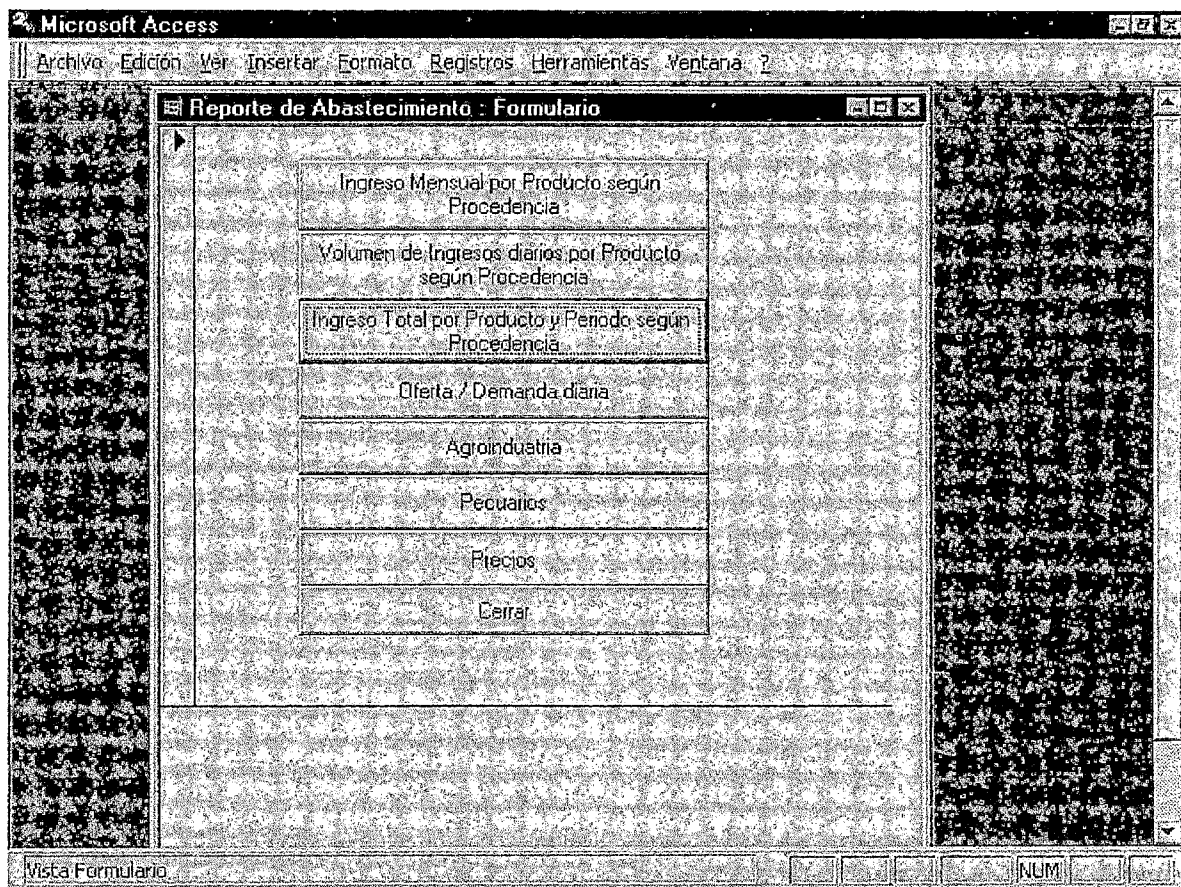 Microsoft Access
Archivo Edición Ver Insertar Formato Registros Herramientas Ventana ?
Reporte de Abastecimiento : Formulario
Ingreso Mensual por Producto según
Procedencia
Volumen de Ingresos diarios por Producto
según Procedencia
Ingreso Total por Producto y Periodo según
Procedencia
Oferta / Demanda diaria
Agroinduatria
Pecuarios
Precios
Cerrar
Vista Formulario
NUM